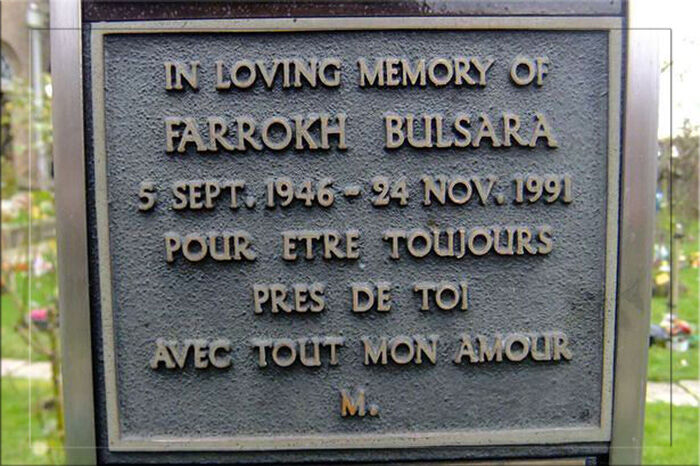 IN LOVING MEMORY OF
FARROKH BULSARA
5 SEPT. 1946 – 24 NOV. 1991
POUR ETRE TOUJOURS
PRES DE TOI
AVEC TOUT MON AMOUR
M.